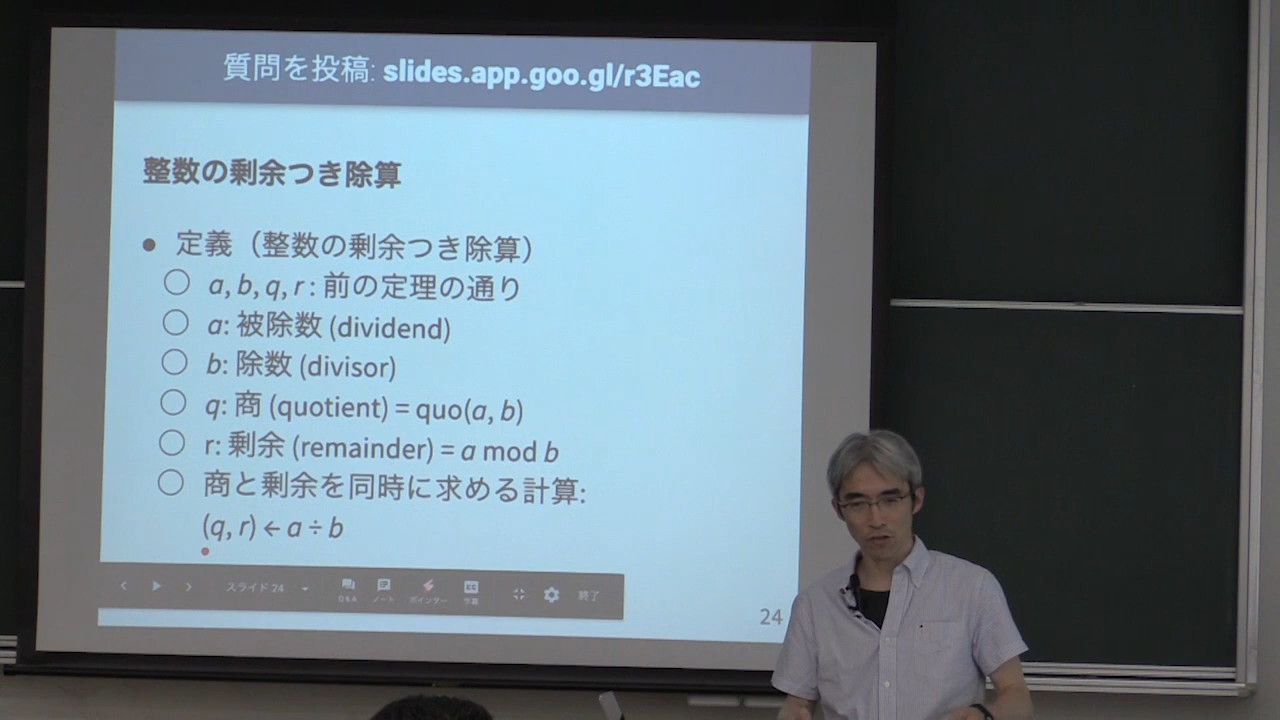 質問を投稿: slides.app.goo.gl/r3Eac
整数の剰余つき除算
● 定義（整数の剰余つき除算）
○ a, b, q, r : 前の定理の通り
○ a: 被除数 (dividend)
○ b: 除数 (divisor)
○ q: 商 (quotient) = quo(a, b)
○ r: 剰余 (remainder) = a mod b
○ 商と剰余を同時に求める計算:
(q, r) ← a ÷ b
スライド 24
Q&A ノート ポインター 字幕 終了
24